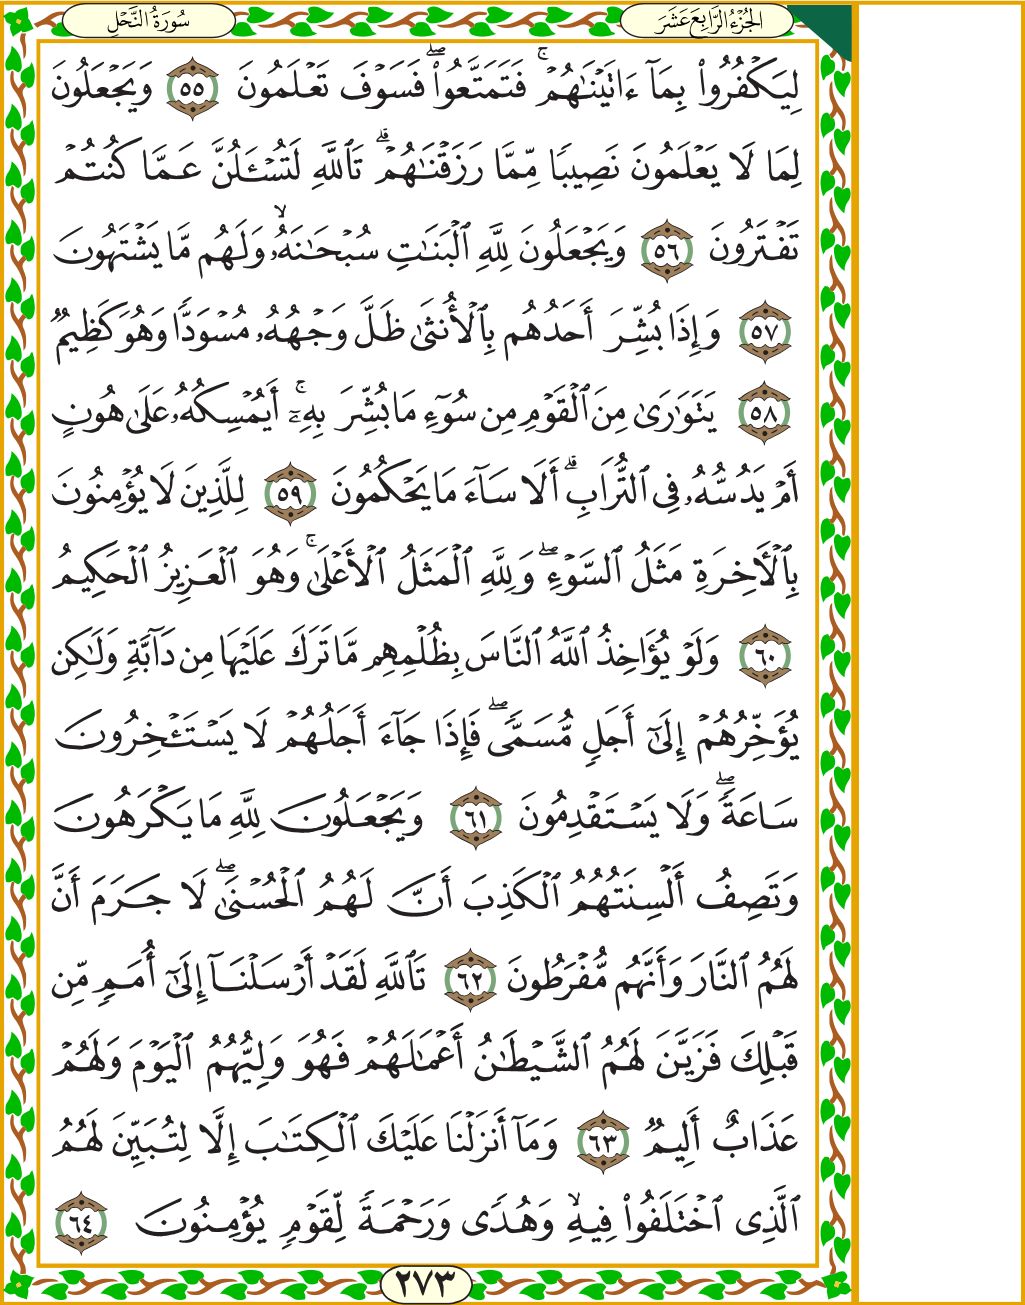 الجُزْءُ الرَّابِعَ عَشَرَ
سُورَةُ النَّحْلِ
لِيَكْفُرُوا۟ بِمَآ ءَاتَيْنَٰهُمْ ۚ فَتَمَتَّعُوا۟ ۖ فَسَوْفَ تَعْلَمُونَ ٥٥ وَيَجْعَلُونَ
لِمَا لَا يَعْلَمُونَ نَصِيبًا مِّمَّا رَزَقْنَٰهُمْ ۗ تَٱللَّهِ لَتُسْـَٔلُنَّ عَمَّا كُنتُمْ
تَفْتَرُونَ ٥٦ وَيَجْعَلُونَ لِلَّهِ ٱلْبَنَٰتِ سُبْحَٰنَهُۥ ۙ وَلَهُم مَّا يَشْتَهُونَ
٥٧ وَإِذَا بُشِّرَ أَحَدُهُم بِٱلْأُنثَىٰ ظَلَّ وَجْهُهُۥ مُسْوَدًّا وَهُوَ كَظِيمٌ
٥٨ يَتَوَٰرَىٰ مِنَ ٱلْقَوْمِ مِن سُوٓءِ مَا بُشِّرَ بِهِۦٓ ۚ أَيُمْسِكُهُۥ عَلَىٰ هُونٍ
أَمْ يَدُسُّهُۥ فِى ٱلتُّرَابِ ۗ أَلَا سَآءَ مَا يَحْكُمُونَ ٥٩ لِلَّذِينَ لَا يُؤْمِنُونَ
بِٱلْءَاخِرَةِ مَثَلُ ٱلسَّوْءِ ۖ وَلِلَّهِ ٱلْمَثَلُ ٱلْأَعْلَىٰ ۚ وَهُوَ ٱلْعَزِيزُ ٱلْحَكِيمُ
٦٠ وَلَوْ يُؤَاخِذُ ٱللَّهُ ٱلنَّاسَ بِظُلْمِهِم مَّا تَرَكَ عَلَيْهَا مِن دَآبَّةٍ وَلَٰكِن
يُؤَخِّرُهُمْ إِلَىٰٓ أَجَلٍ مُّسَمًّى ۖ فَإِذَا جَآءَ أَجَلُهُمْ لَا يَسْتَـْٔخِرُونَ
سَاعَةً ۖ وَلَا يَسْتَقْدِمُونَ ٦١ وَيَجْعَلُونَ لِلَّهِ مَا يَكْرَهُونَ
وَتَصِفُ أَلْسِنَتُهُمُ ٱلْكَذِبَ أَنَّ لَهُمُ ٱلْحُسْنَىٰ ۖ لَا جَرَمَ أَنَّ
لَهُمُ ٱلنَّارَ وَأَنَّهُم مُّفْرَطُونَ ٦٢ تَٱللَّهِ لَقَدْ أَرْسَلْنَآ إِلَىٰٓ أُمَمٍ مِّن
قَبْلِكَ فَزَيَّنَ لَهُمُ ٱلشَّيْطَٰنُ أَعْمَٰلَهُمْ فَهُوَ وَلِيُّهُمُ ٱلْيَوْمَ وَلَهُمْ
عَذَابٌ أَلِيمٌ ٦٣ وَمَآ أَنزَلْنَا عَلَيْكَ ٱلْكِتَٰبَ إِلَّا لِتُبَيِّنَ لَهُمُ
ٱلَّذِى ٱخْتَلَفُوا۟ فِيهِ ۙ وَهُدًى وَرَحْمَةً لِّقَوْمٍ يُؤْمِنُونَ ٦٤
٢٧٣